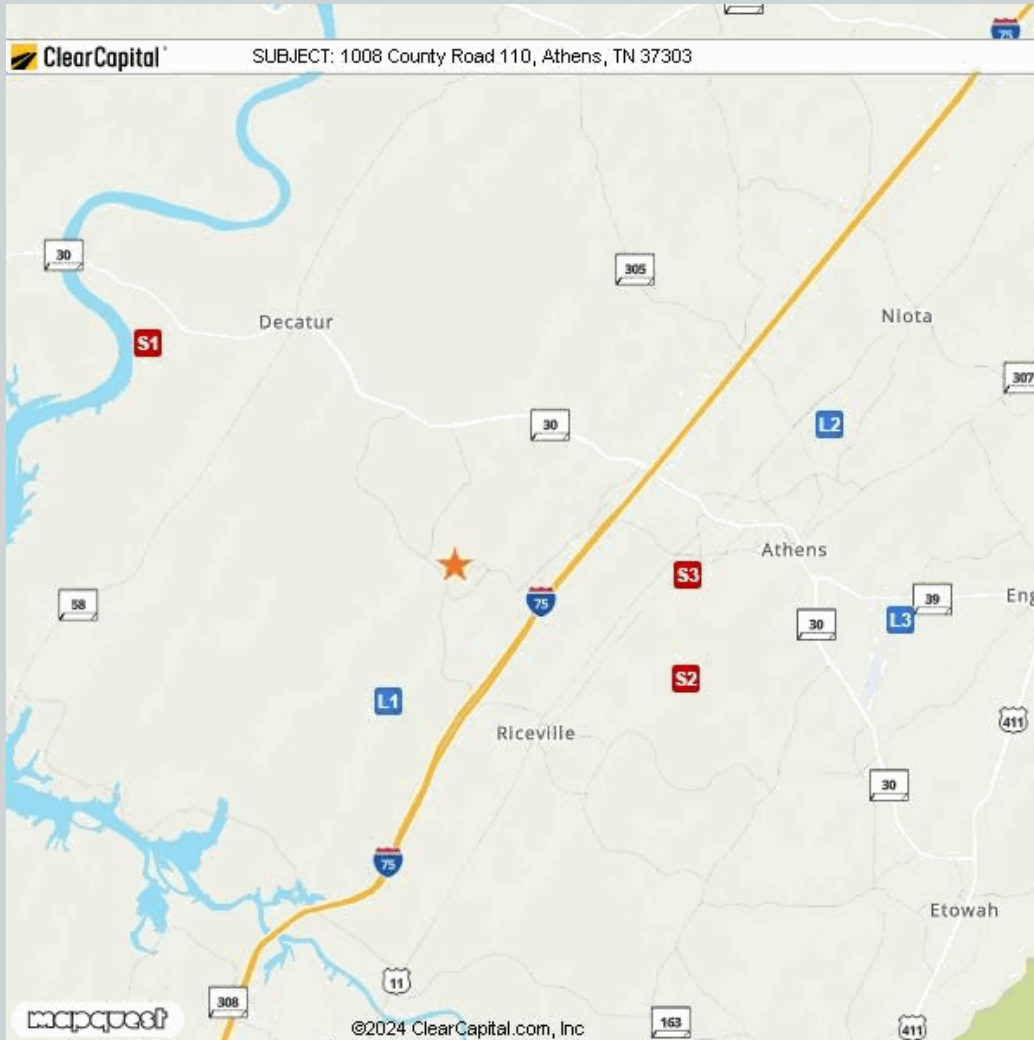 75
ClearCapital
SUBJECT: 1008 County Road 110, Athens, TN 37303
30
305
Niota
Decatur
S1
307
30
L2
Athens
S3
75
58
39
Eng
30
L3
S2
L1
411
Riceville
30
75
Etowah
11
308
163
411
mapquest
©2024 ClearCapital.com, Inc